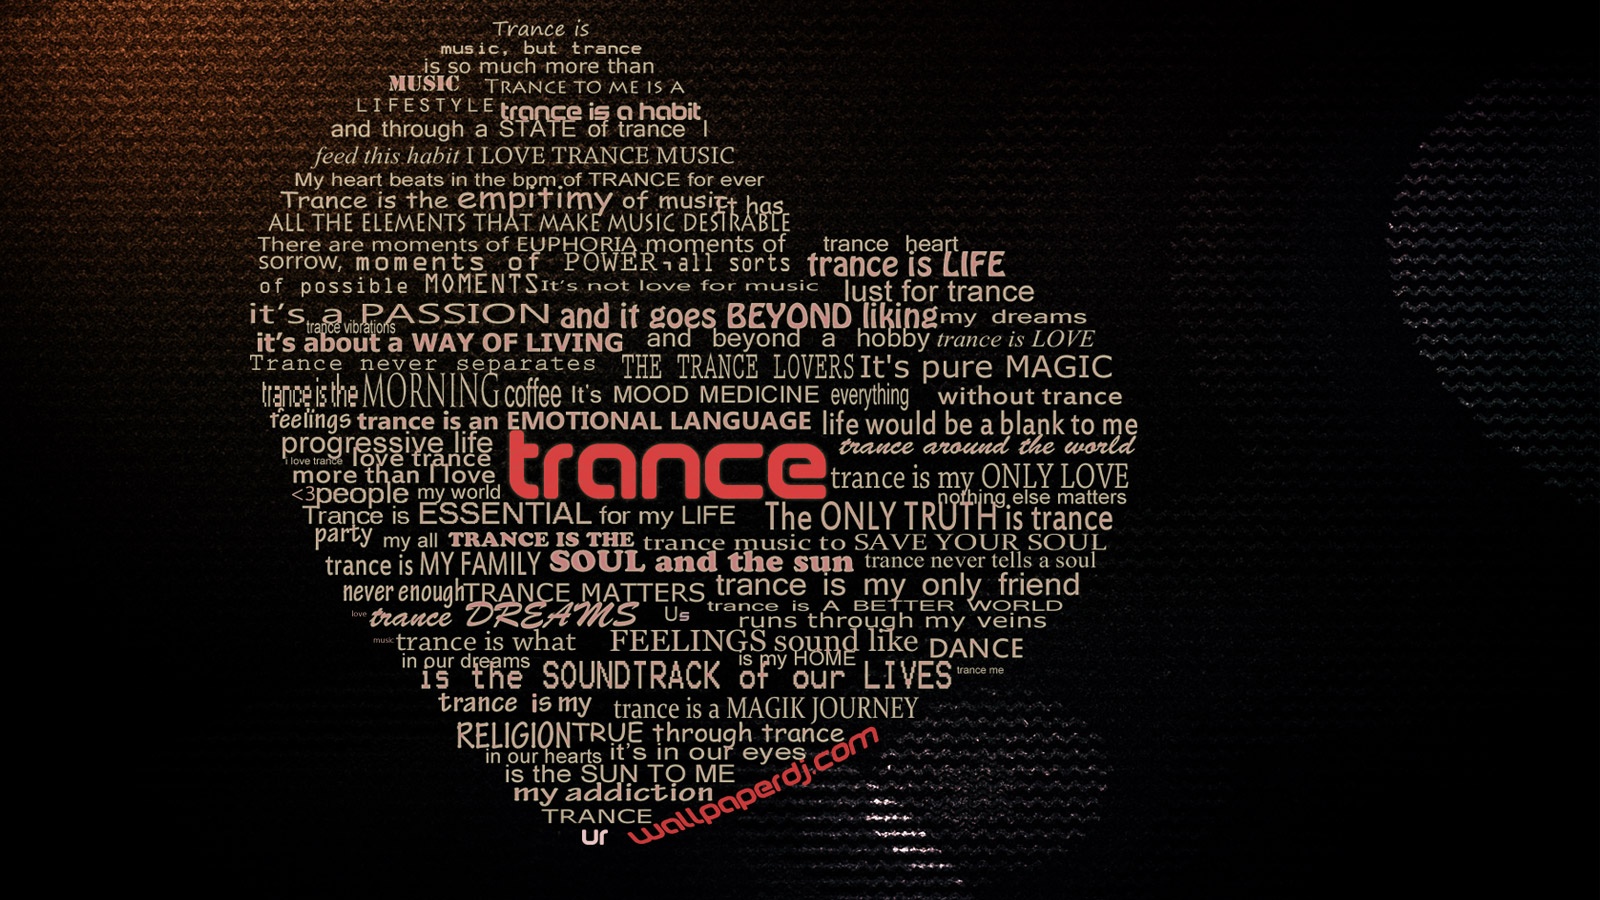 Trance is
music, but trance
is so much more than
MUSIC TRANCE TO ME IS A
LIFESTYLE trance is a habit
and through a STATE of trance I
feed this habit I LOVE TRANCE MUSIC
My heart beats in the bpm of TRANCE for ever
Trance is the empitimy of music, It has
ALL THE ELEMENTS THAT MAKE MUSIC DESIRABLE
There are moments of EUPHORIA moments of trance heart
sorrow, moments of POWER, all sorts trance is LIFE
of possible MOMENTS It's not love for music lust for trance
it's a PASSION and it goes BEYOND liking my dreams
trance vibrations
it's about a WAY OF LIVING and beyond a hobby trance is LOVE
Trance never separates THE TRANCE LOVERS It's pure MAGIC
trance is the MORNING coffee It's MOOD MEDICINE everything without trance
feelings trance is an EMOTIONAL LANGUAGE life would be a blank to me
progressive life trance trance around the world
i love trance love trance
more than I love trance is my ONLY LOVE
<3 people my world nothing else matters
Trance is ESSENTIAL for my LIFE The ONLY TRUTH is trance
party my all TRANCE IS THE trance music to SAVE YOUR SOUL
trance is MY FAMILY SOUL and the sun trance never tells a soul
never enough TRANCE MATTERS trance is my only friend
love trance DREAMS Us trance is A BETTER WORLD
runs through my veins
music trance is what FEELINGS sound like DANCE
in our dreams is my HOME
is the SOUNDTRACK of our LIVES trance me
trance is my trance is a MAGIK JOURNEY
RELIGION TRUE through trance
in our hearts it's in our eyes
is the SUN TO ME
my addiction
TRANCE
ur
wallpaperdj.com